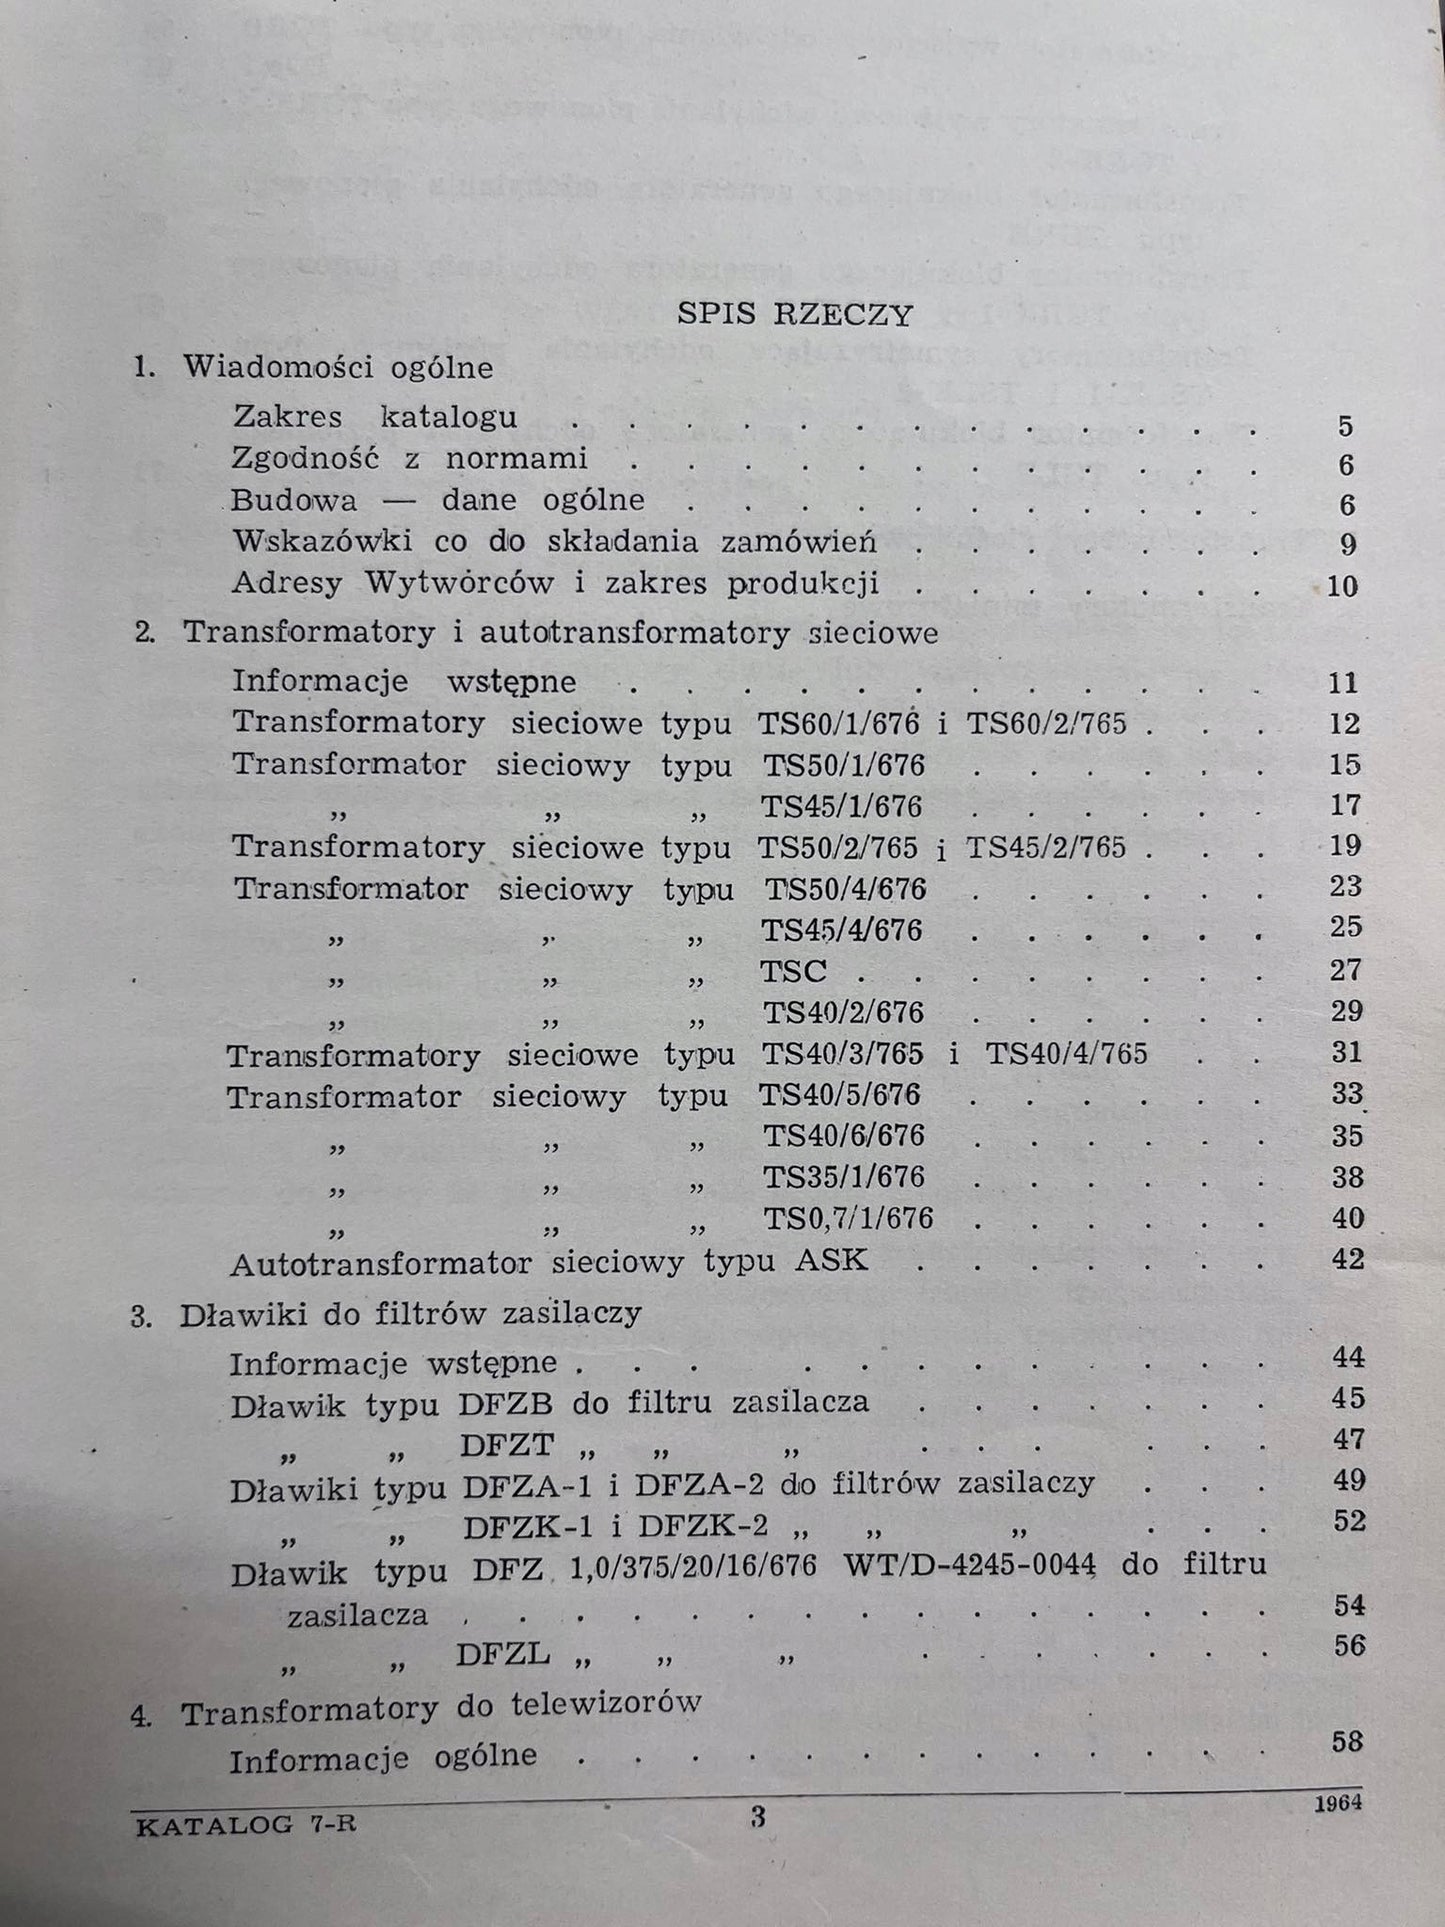 SPIS RZECZY
1. Wiadomości ogólne
Zakres katalogu . . . . . . . . . . . . . 5
Zgodność z normami . . . . . . . . . . . . 6
Budowa — dane ogólne . . . . . . . . . . . 6
Wskazówki co do składania zamówień . . . . . . . 9
Adresy Wytwórców i zakres produkcji . . . . . . . 10
2. Transformatory i autotransformatory sieciowe
Informacje wstępne . . . . . . . . . . . . 11
Transformatory sieciowe typu TS60/1/676 i TS60/2/765 . . . 12
Transformator sieciowy typu TS50/1/676 . . . . . . 15
„ „ „ TS45/1/676 . . . . . . 17
Transformatory sieciowe typu TS50/2/765 i TS45/2/765 . . . 19
Transformator sieciowy typu TS50/4/676 . . . . . . 23
„ „ „ TS45/4/676 . . . . . . 25
„ „ „ TSC . . . . . . . . 27
„ „ „ TS40/2/676 . . . . . . 29
Transformatory sieciowe typu TS40/3/765 i TS40/4/765 . . 31
Transformator sieciowy typu TS40/5/676 . . . . . . 33
„ „ „ TS40/6/676 . . . . . . 35
„ „ „ TS35/1/676 . . . . . . 38
„ „ „ TS0,7/1/676 . . . . . . 40
Autotransformator sieciowy typu ASK . . . . . . . 42
3. Dławiki do filtrów zasilaczy
Informacje wstępne . . . . . . . . . . . . 44
Dławik typu DFZB do filtru zasilacza . . . . . . . 45
„ „ DFZT „ „ „ . . . . . . 47
Dławiki typu DFZA-1 i DFZA-2 do filtrów zasilaczy . . . 49
„ „ DFZK-1 i DFZK-2 „ „ „ . . . 52
Dławik typu DFZ 1,0/375/20/16/676 WT/D-4245-0044 do filtru
zasilacza . . . . . . . . . . . . . . . 54
„ „ DFZL „ „ „ . . . . . . . 56
4. Transformatory do telewizorów
Informacje ogólne . . . . . . . . . . . . . 58
KATALOG 7-R 3 1964